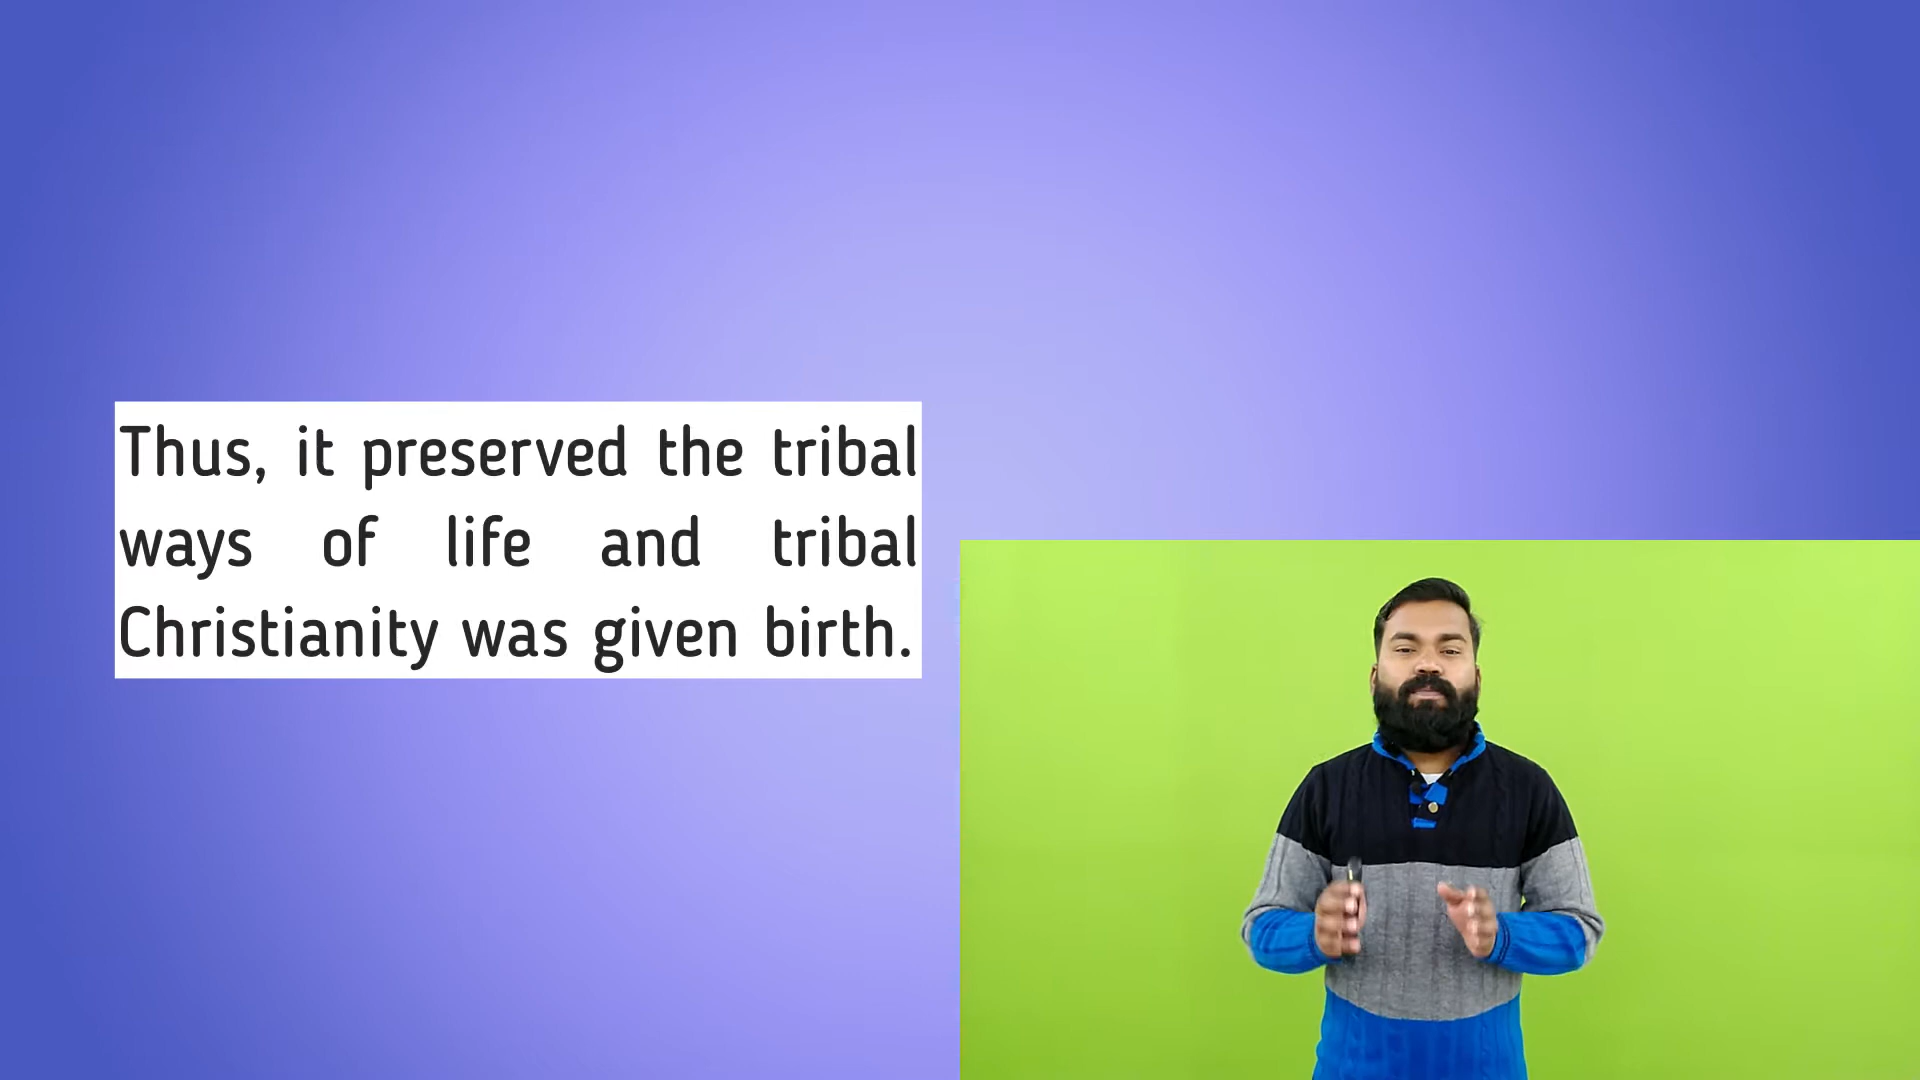 Thus, it preserved the tribal
ways of life and tribal
Christianity was given birth.